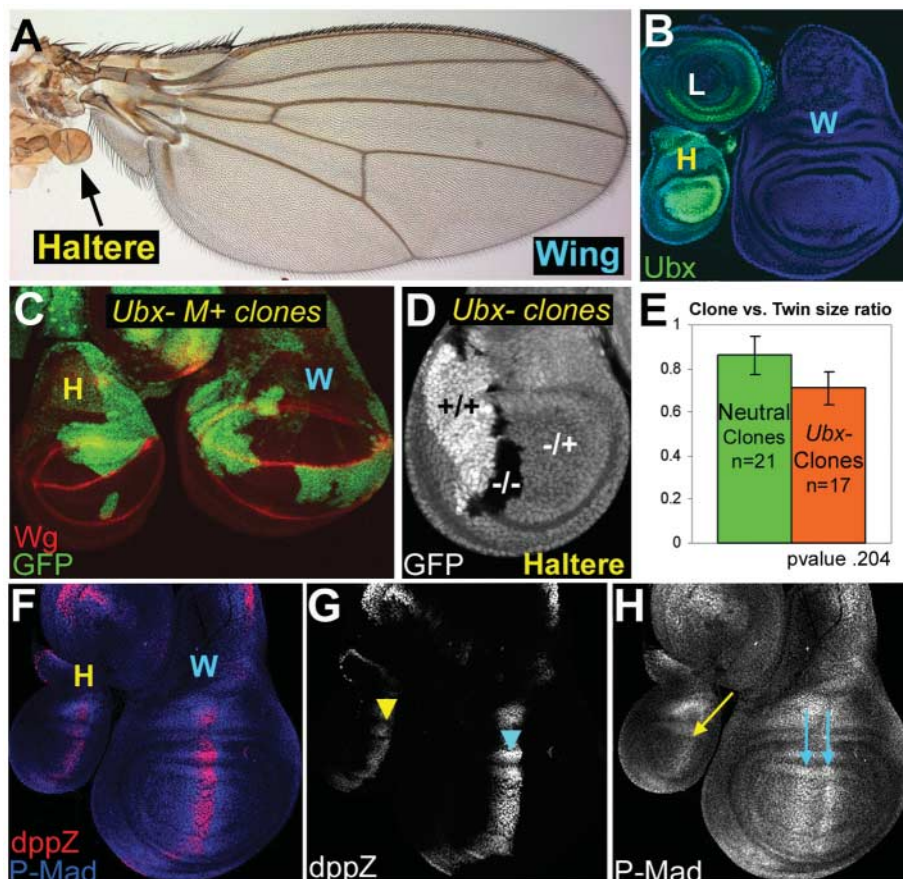 A
Haltere
Wing
B
L
W
H
Ubx
C
Ubx- M+ clones
H
W
Wg
GFP
D
Ubx- clones
+/+
-/+
-/-
GFP
Haltere
E
Clone vs. Twin size ratio
1
0.8
0.6
0.4
0.2
0
Neutral
Clones
n=21
Ubx-
Clones
n=17
pvalue .204
F
H
W
dppZ
P-Mad
G
dppZ
H
P-Mad